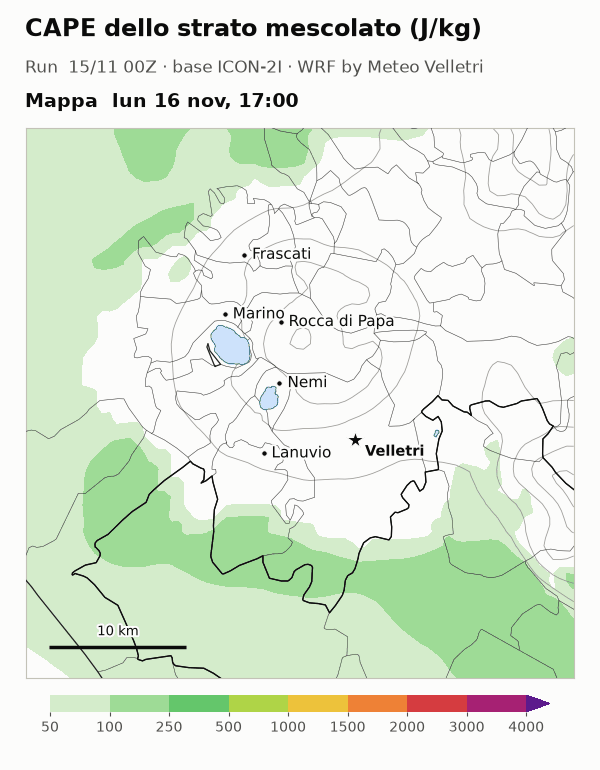 CAPE dello strato mescolato (J/kg)
Run  15/11 00Z · base ICON-2I · WRF by Meteo Velletri
Mappa  lun 16 nov, 17:00
Frascati
Marino
Rocca di Papa
Nemi
Velletri
Lanuvio
10 km
50 100 250 500 1000 1500 2000 3000 4000